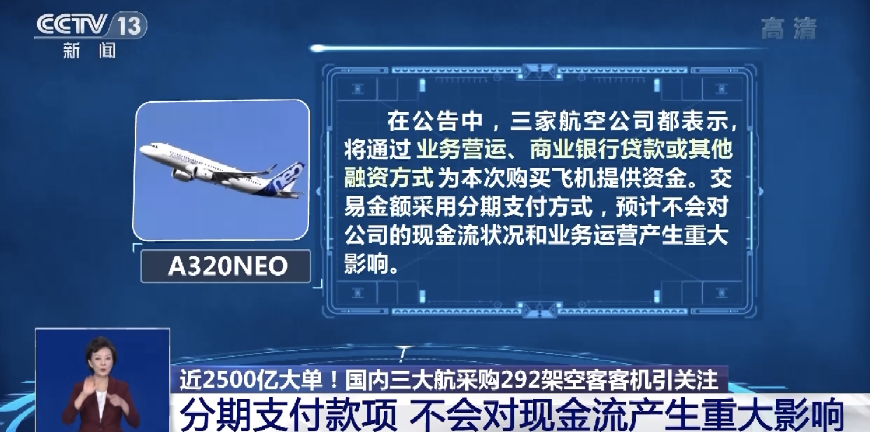 CCTV 13
新闻
高清
在公告中，三家航空公司都表示，
将通过业务营运、商业银行贷款或其他
融资方式为本次购买飞机提供资金。交
易金额采用分期支付方式，预计不会对
公司的现金流状况和业务运营产生重大
影响。
A320NEO
近2500亿大单！国内三大航采购292架空客客机引关注
分期支付款项 不会对现金流产生重大影响